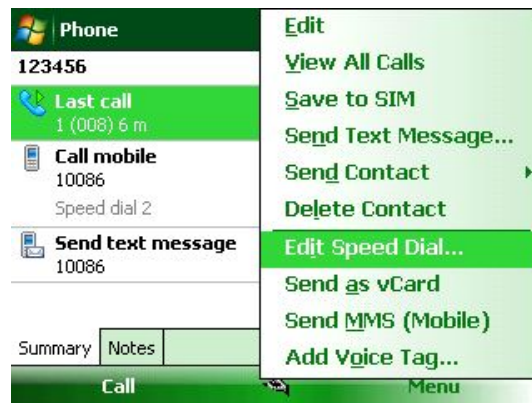 Phone
123456
Last call
1 (008) 6 m
Call mobile
10086
Speed dial 2
Send text message
10086
Summary Notes
Call
Edit
View All Calls
Save to SIM
Send Text Message...
Send Contact
Delete Contact
Edit Speed Dial...
Send as vCard
Send MMS (Mobile)
Add Voice Tag...
Menu